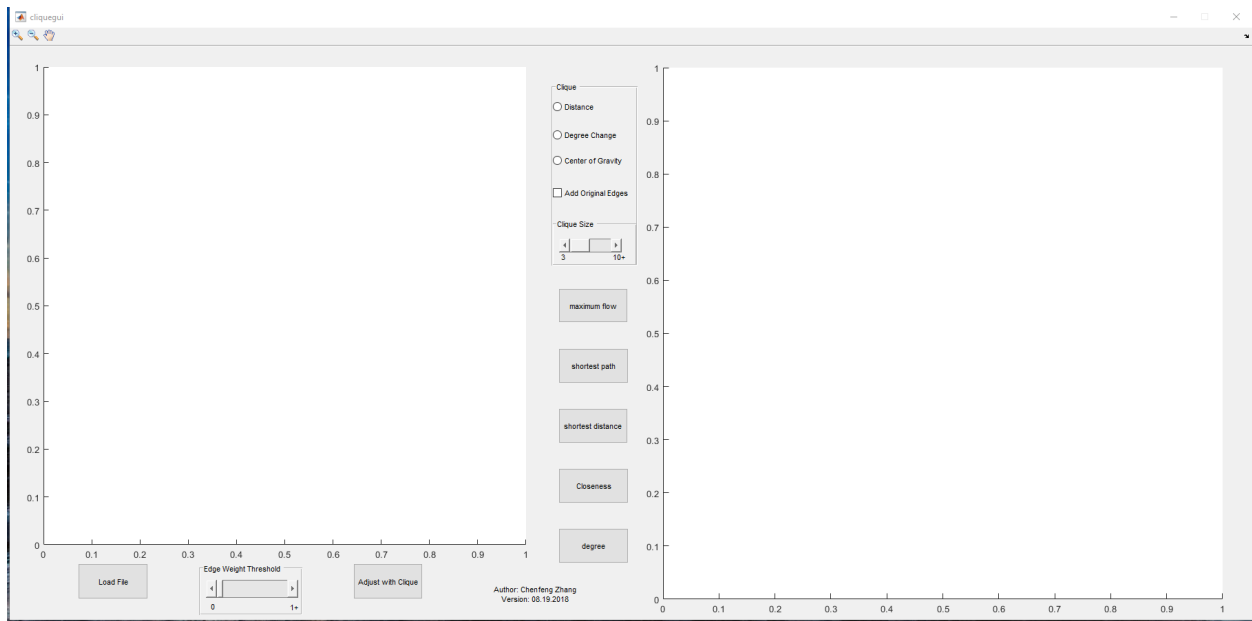 cliquegui
1
0.9
0.8
0.7
0.6
0.5
0.4
0.3
0.2
0.1
0
0 0.1 0.2 0.3 0.4 0.5 0.6 0.7 0.8 0.9 1
Load File
Edge Weight Threshold
0 1+
Adjust with Clique
Clique
Distance
Degree Change
Center of Gravity
Add Original Edges
Clique Size
3 10+
maximum flow
shortest path
shortest distance
Closeness
degree
Author: Chenfeng Zhang
Version: 08.19.2018
1
0.9
0.8
0.7
0.6
0.5
0.4
0.3
0.2
0.1
0
0 0.1 0.2 0.3 0.4 0.5 0.6 0.7 0.8 0.9 1